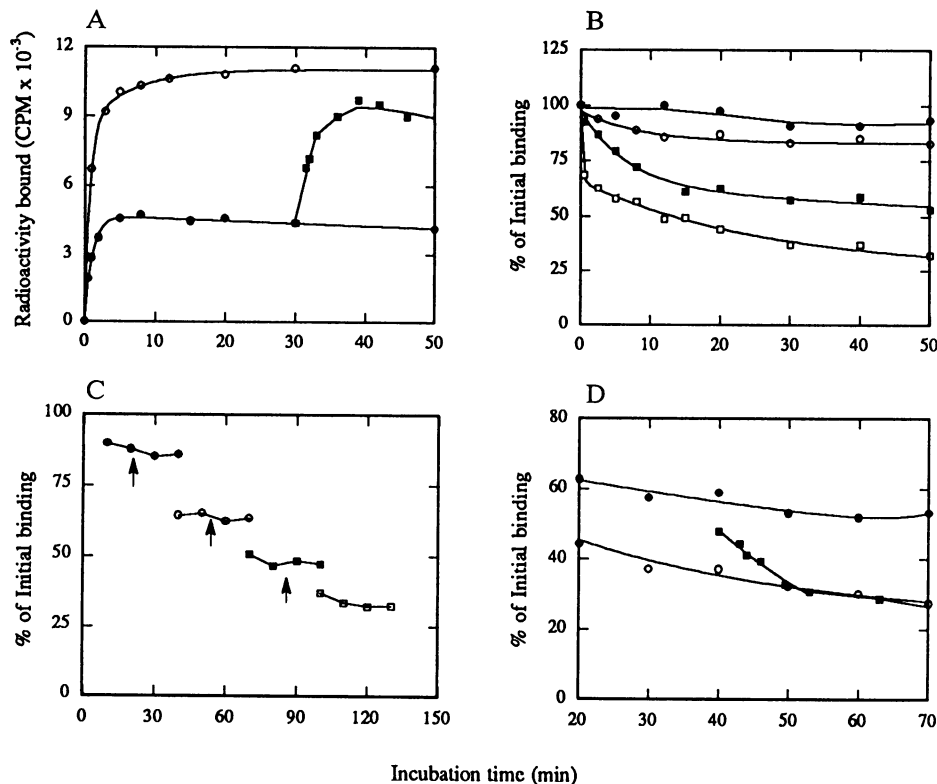 A
Radioactivity bound (CPM x 10-3)
12
9
6
3
0
0 10 20 30 40 50
B
% of Initial binding
125
100
75
50
25
0
0 10 20 30 40 50
C
% of Initial binding
100
75
50
25
0
0 30 60 90 120 150
D
% of Initial binding
80
60
40
20
0
20 30 40 50 60 70
Incubation time (min)